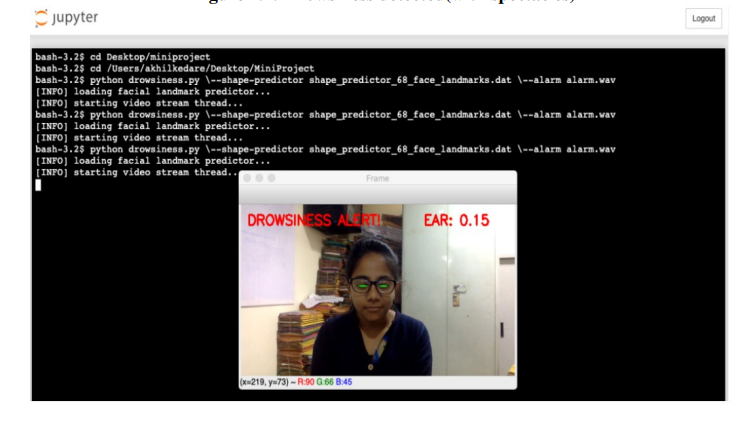 detected(with spectacles)
jupyter
Logout
bash-3.2$ cd Desktop/miniproject
bash-3.2$ cd /Users/akhilkedare/Desktop/MiniProject
bash-3.2$ python drowsiness.py \--shape-predictor shape_predictor_68_face_landmarks.dat \--alarm alarm.wav
[INFO] loading facial landmark predictor...
[INFO] starting video stream thread...
bash-3.2$ python drowsiness.py \--shape-predictor shape_predictor_68_face_landmarks.dat \--alarm alarm.wav
[INFO] loading facial landmark predictor...
[INFO] starting video stream thread...
bash-3.2$ python drowsiness.py \--shape-predictor shape_predictor_68_face_landmarks.dat \--alarm alarm.wav
[INFO] loading facial landmark predictor...
[INFO] starting video stream thread..
Frame
DROWSINESS ALERT! EAR: 0.15
(x=219, y=73) ~ R:90 G:66 B:45